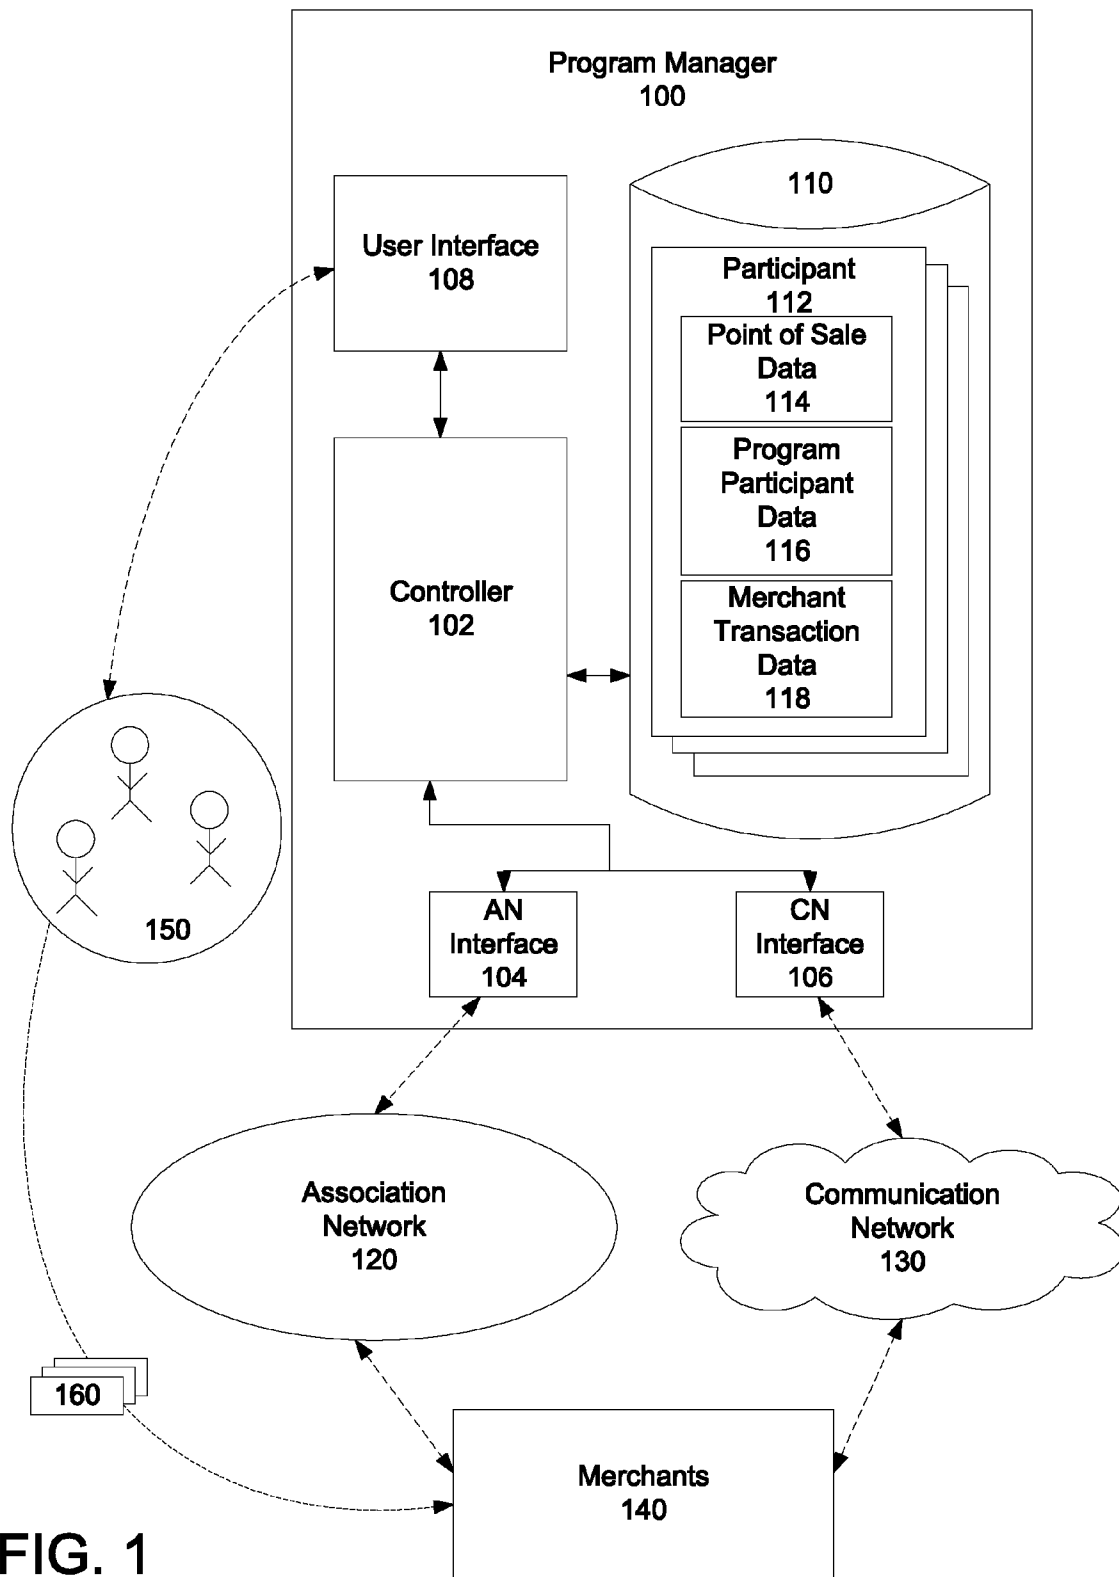 Program Manager
100
110
User Interface
108
Participant
112
Point of Sale
Data
114
Program
Participant
Data
116
Controller
102
Merchant
Transaction
Data
118
150
AN
Interface
104
CN
Interface
106
Association
Network
120
Communication
Network
130
160
Merchants
140
FIG. 1